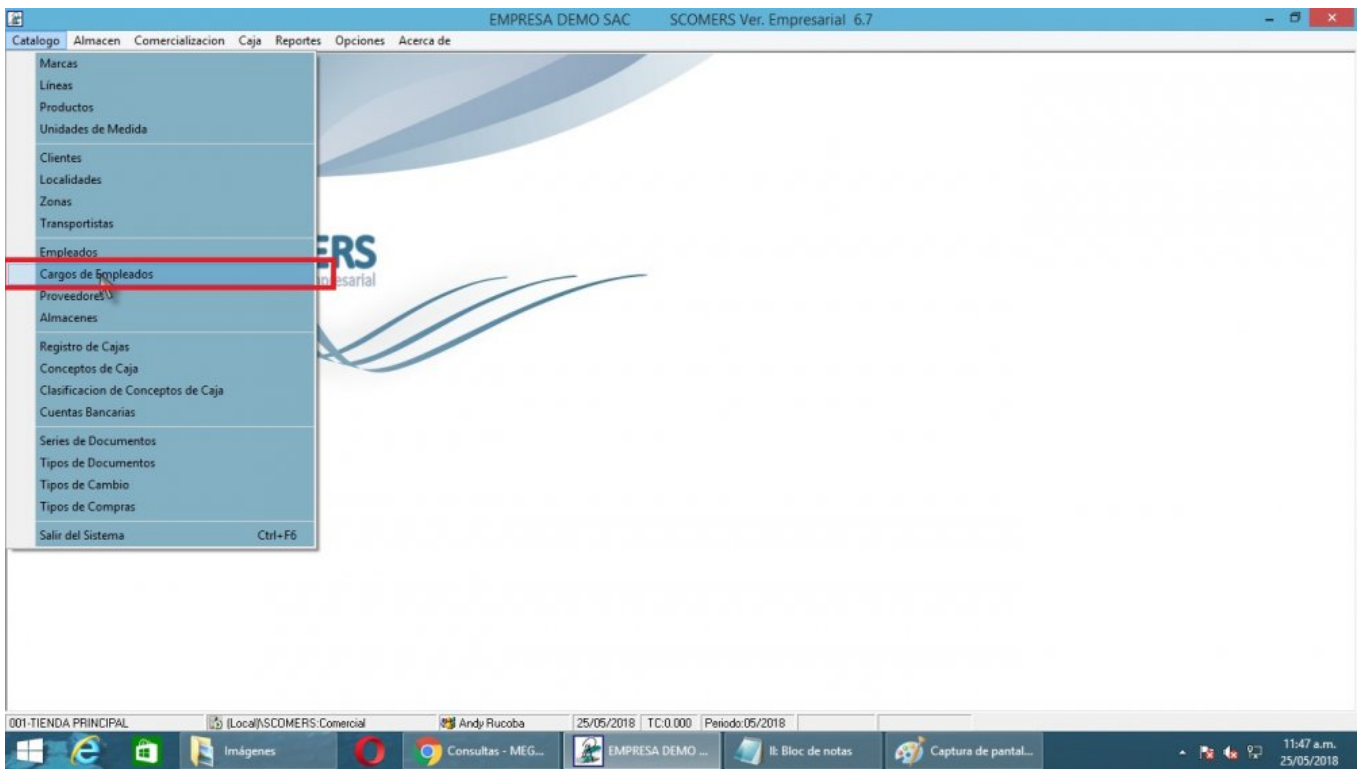 EMPRESA DEMO SAC SCOMERS Ver. Empresarial 6.7
Catalogo Almacen Comercializacion Caja Reportes Opciones Acerca de
Marcas
Líneas
Productos
Unidades de Medida
Clientes
Localidades
Zonas
Transportistas
Empleados
ERS
Cargos de Empleados
esarial
Proveedores
Almacenes
Registro de Cajas
Conceptos de Caja
Clasificacion de Conceptos de Caja
Cuentas Bancarias
Series de Documentos
Tipos de Documentos
Tipos de Cambio
Tipos de Compras
Salir del Sistema Ctrl+F6
001-TIENDA PRINCIPAL (Local)\SCOMERS:Comercial Andy Rucoba 25/05/2018 TC:0.000 Periodo:05/2018
Imágenes Consultas - MEG... EMPRESA DEMO ... II: Bloc de notas Captura de pantal... 11:47 a.m.
25/05/2018